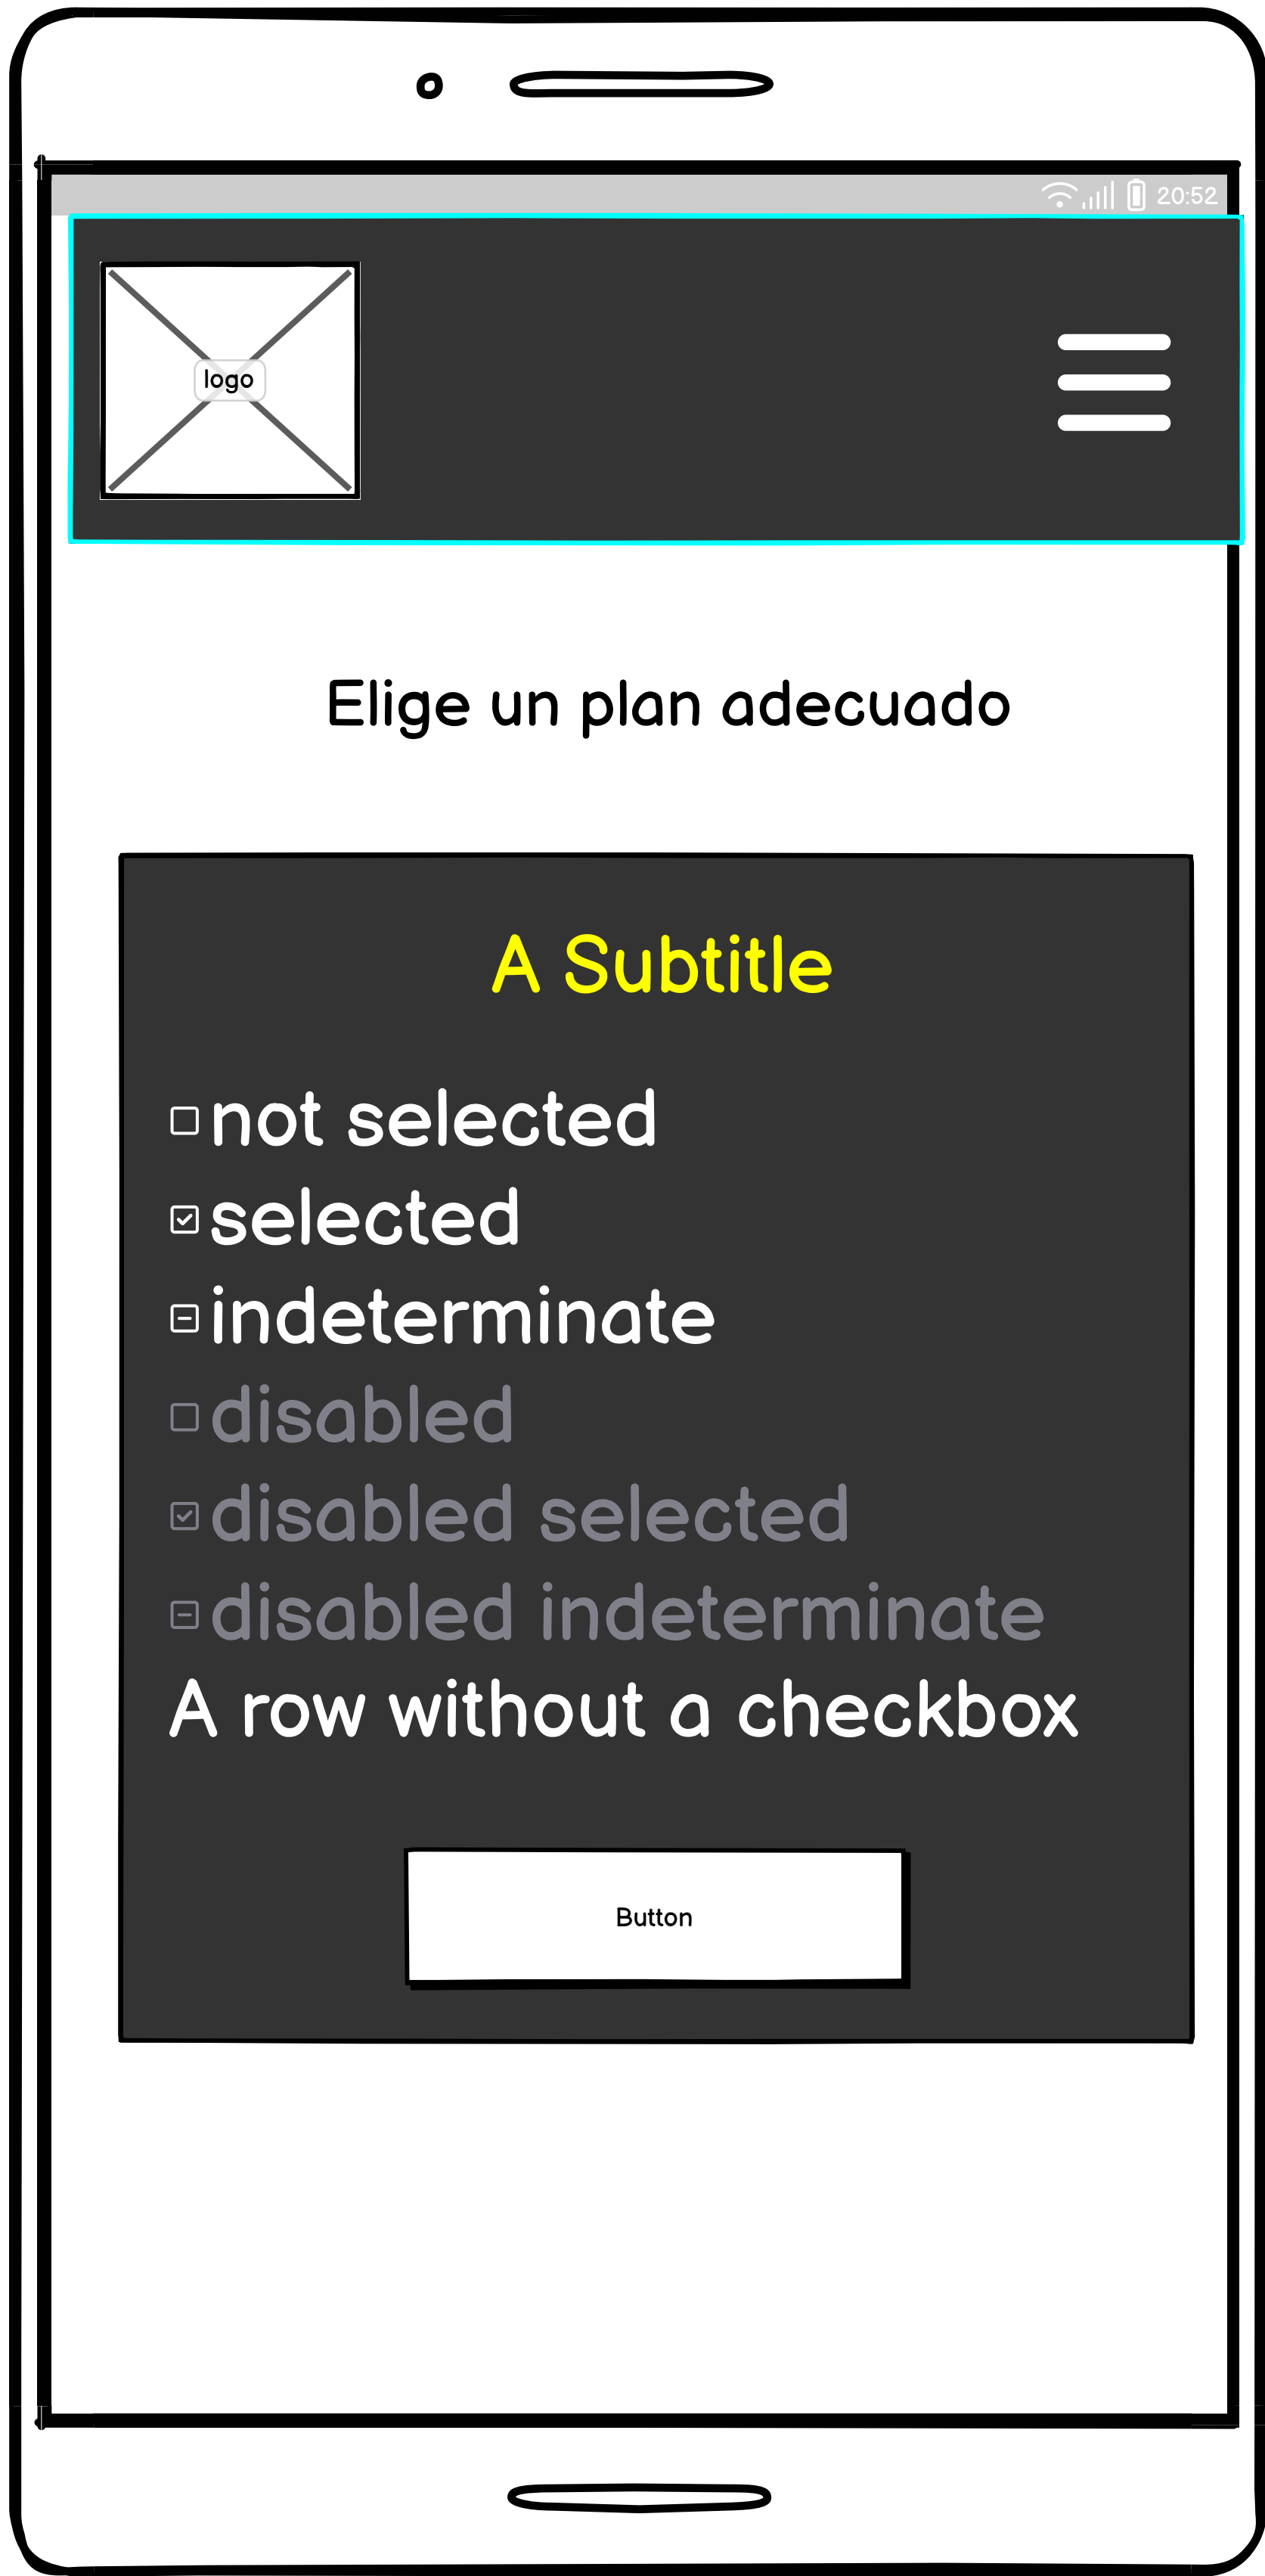 20:52
logo
Elige un plan adecuado
A Subtitle
not selected
selected
indeterminate
disabled
disabled selected
disabled indeterminate
A row without a checkbox
Button